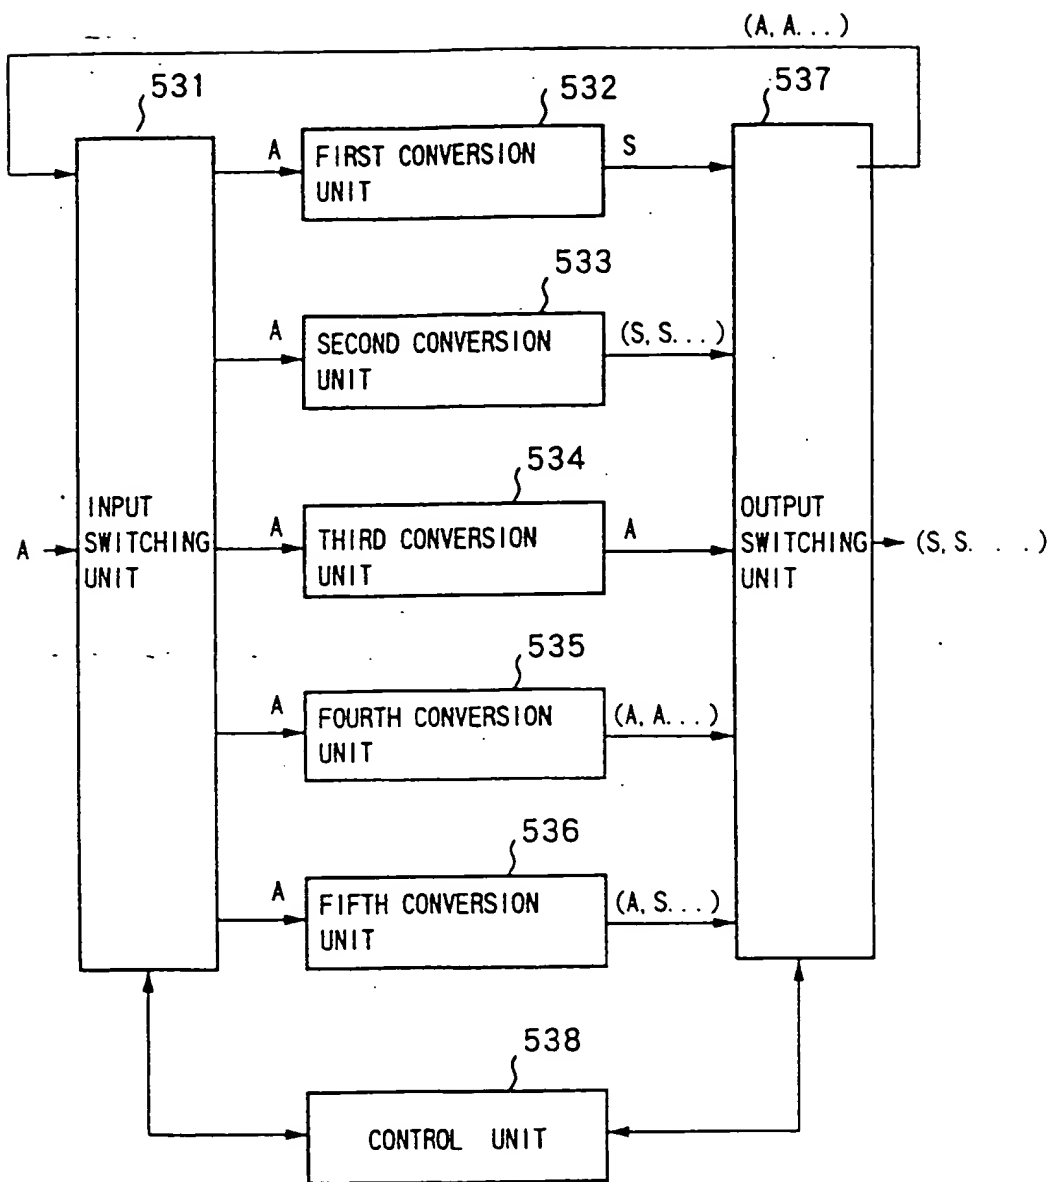 (A, A...)
531
532
537
A
FIRST CONVERSION
UNIT
S
533
A
SECOND CONVERSION
UNIT
(S, S...)
534
A
INPUT
SWITCHING
UNIT
A
THIRD CONVERSION
UNIT
A
OUTPUT
SWITCHING
UNIT
(S, S. . . .)
535
A
FOURTH CONVERSION
UNIT
(A, A...)
536
A
FIFTH CONVERSION
UNIT
(A, S...)
538
CONTROL UNIT